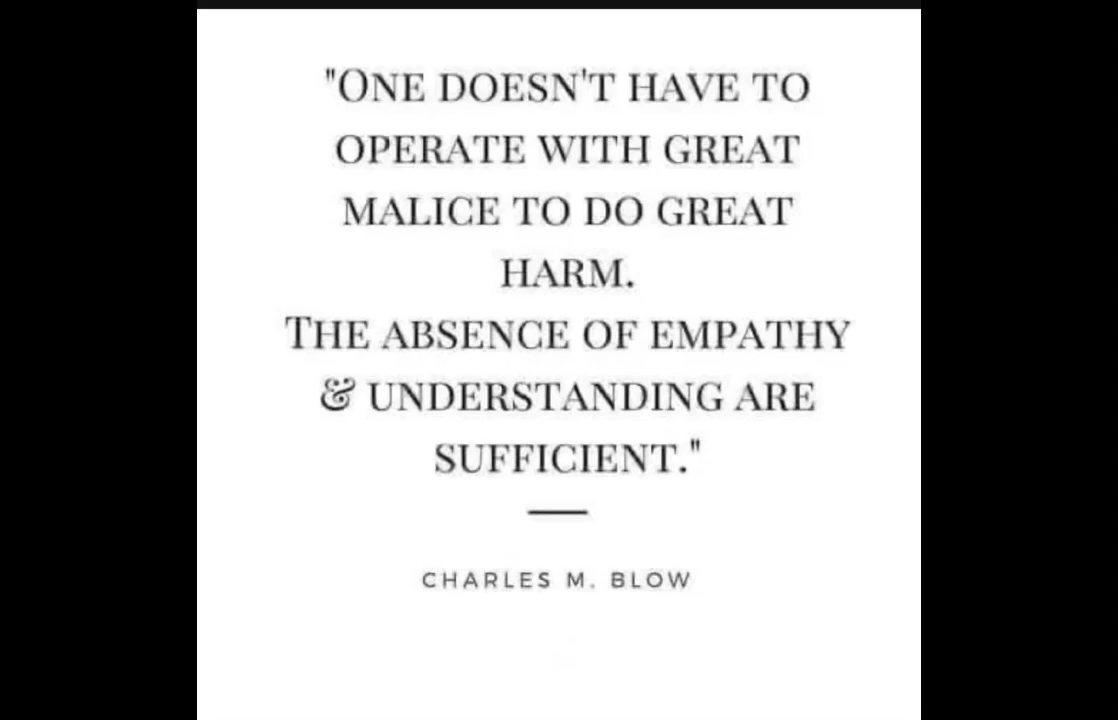 "One doesn't have to
operate with great
malice to do great
harm.
The absence of empathy
& understanding are
sufficient."
CHARLES M. BLOW